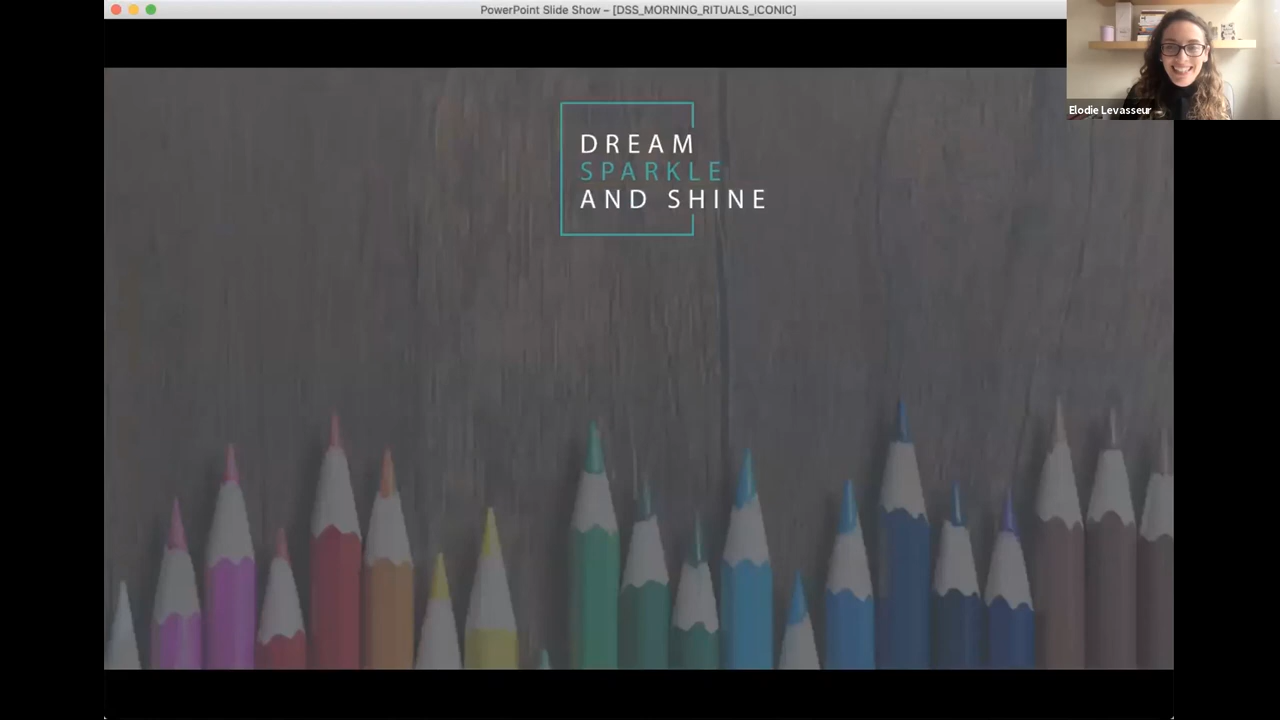 PowerPoint Slide Show – [DSS_MORNING_RITUALS_ICONIC]
Elodie Levasseur
DREAM
SPARKLE
AND SHINE